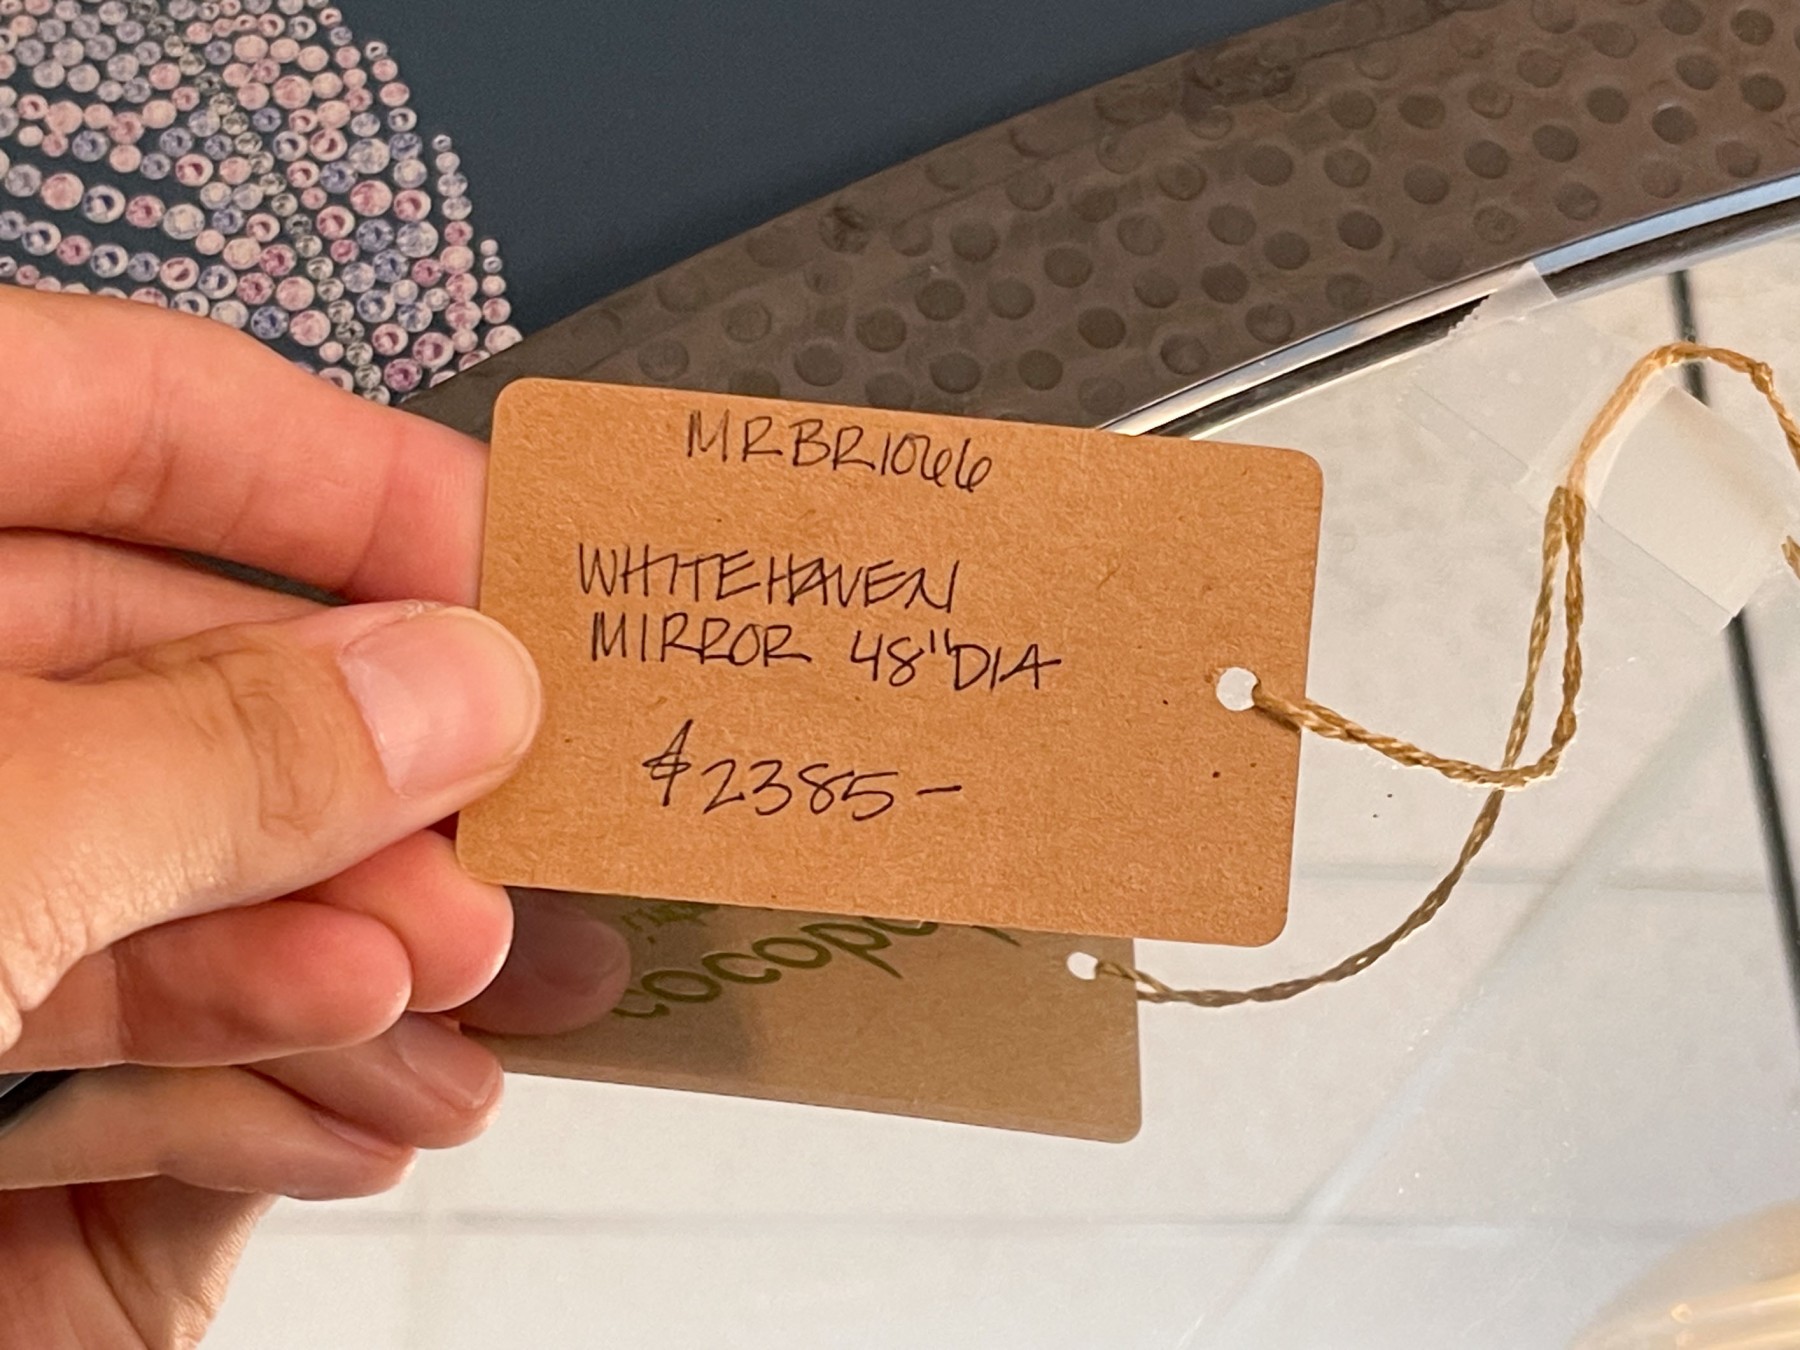 MRBR1066
WHITEHAVEN
MIRROR 48"DIA
$2385-